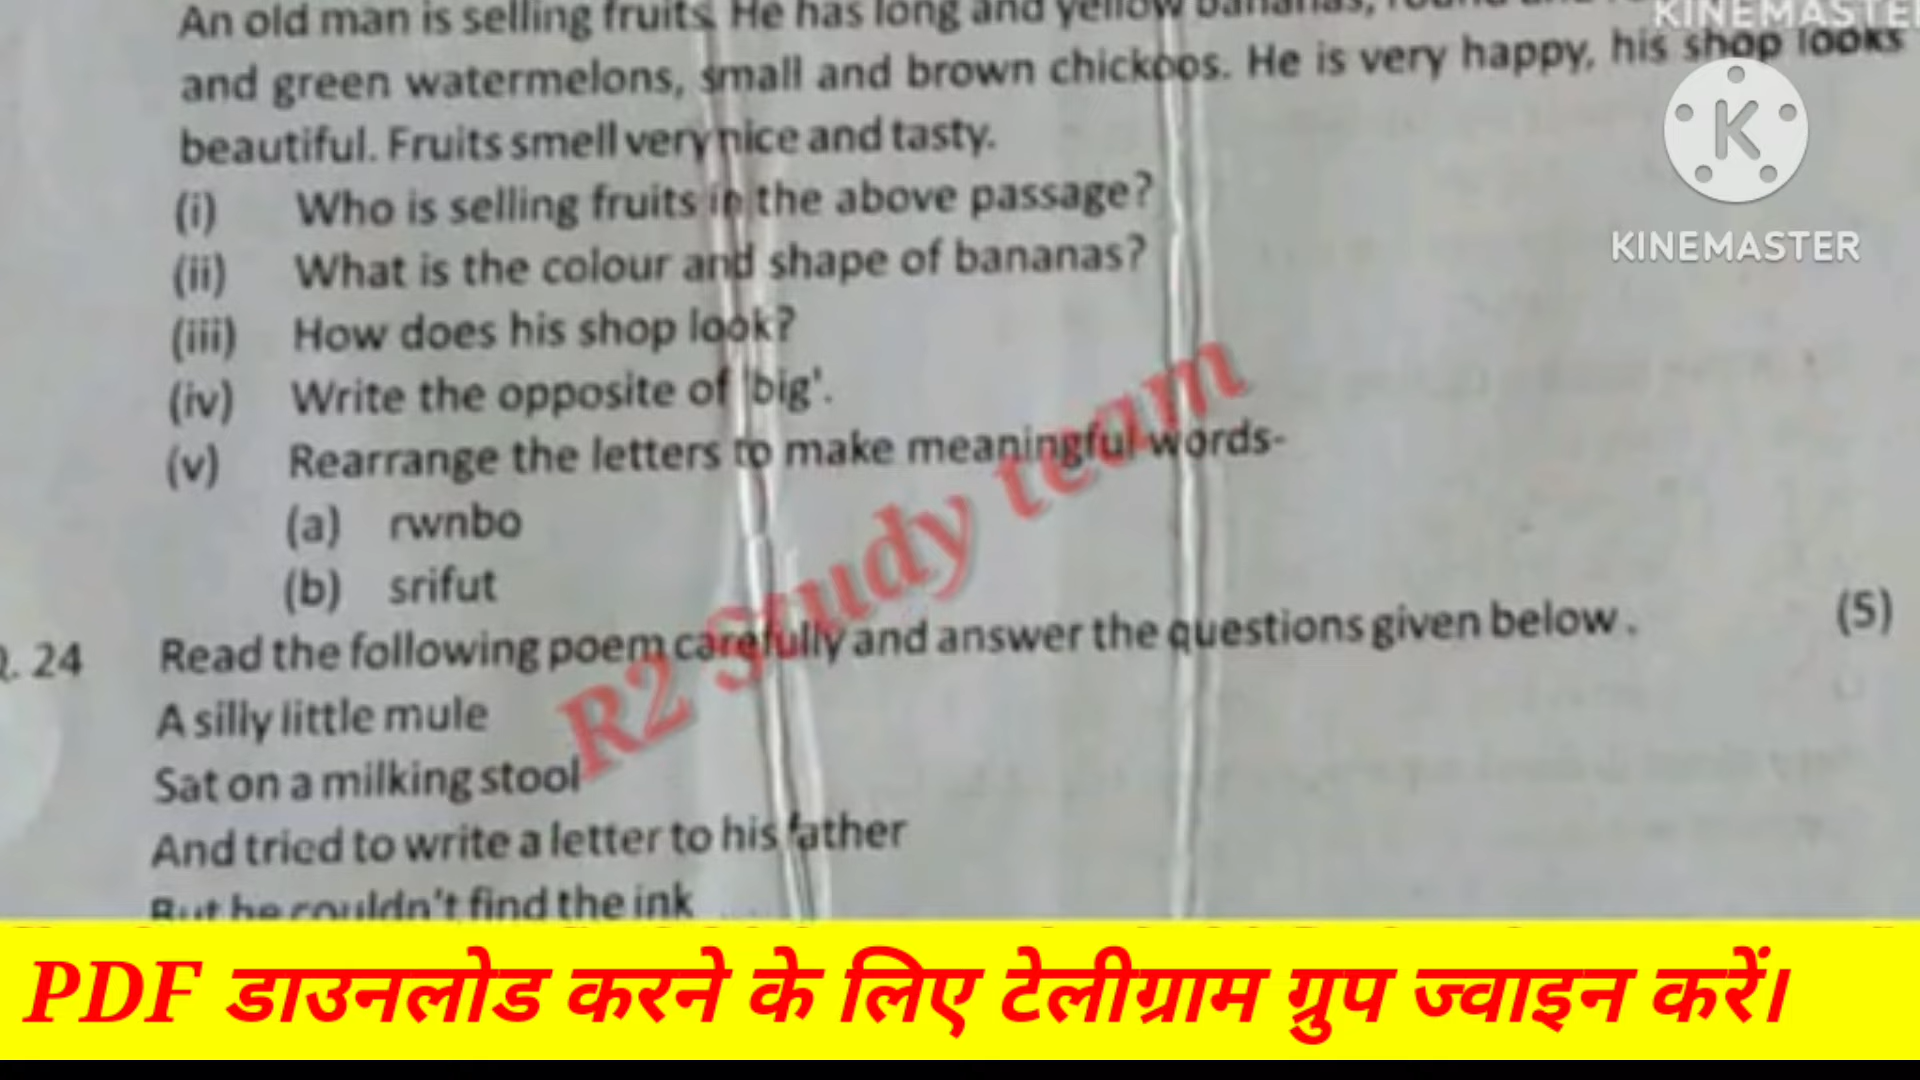 An old man is selling fruits. He has long and yellow bananas, round and
KINEMASTER
and green watermelons, small and brown chickoos. He is very happy, his shop looks
beautiful. Fruits smell very nice and tasty.
(i) Who is selling fruits in the above passage?
(ii) What is the colour and shape of bananas?
KINEMASTER
(iii) How does his shop look?
(iv) Write the opposite of 'big'.
(v) Rearrange the letters to make meaningful words-
(a) rwnbo
(b) srifut
R2 Study team
Q. 24 Read the following poem carefully and answer the questions given below. (5)
A silly little mule
Sat on a milking stool
And tried to write a letter to his father
But he couldn't find the ink
PDF डाउनलोड करने के लिए टेलीग्राम ग्रुप ज्वाइन करें।